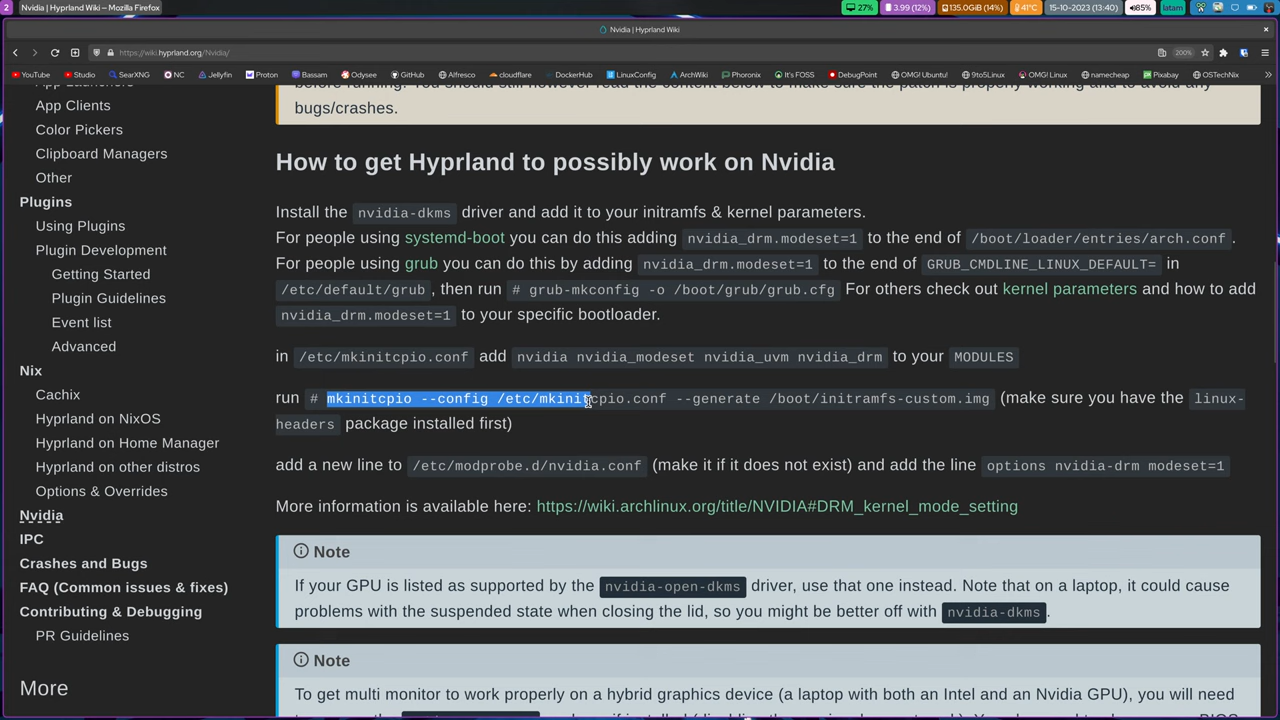 2
Nvidia | Hyprland Wiki — Mozilla Firefox
27%
3.99 (12%)
135.0GiB (14%)
41°C
15-10-2023 (13:40)
85%
latam
Nvidia | Hyprland Wiki
https://wiki.hyprland.org/Nvidia/
200%
YouTube
Studio
SearXNG
NC
Jellyfin
Proton
Bassam
Odysee
GitHub
Alfresco
cloudflare
DockerHub
LinuxConfig
ArchWiki
Phoronix
It's FOSS
DebugPoint
OMG! Ubuntu!
9to5Linux
OMG! Linux
namecheap
Pixabay
OSTechNix
App Launchers
App Clients
Color Pickers
Clipboard Managers
Other
Plugins
Using Plugins
Plugin Development
Getting Started
Plugin Guidelines
Event list
Advanced
Nix
Cachix
Hyprland on NixOS
Hyprland on Home Manager
Hyprland on other distros
Options & Overrides
Nvidia
IPC
Crashes and Bugs
FAQ (Common issues & fixes)
Contributing & Debugging
PR Guidelines
More
before running. You should still however read the content below to make sure the patch is properly working and to avoid any
bugs/crashes.
How to get Hyprland to possibly work on Nvidia
Install the nvidia-dkms driver and add it to your initramfs & kernel parameters.
For people using systemd-boot you can do this adding nvidia_drm.modeset=1 to the end of /boot/loader/entries/arch.conf .
For people using grub you can do this by adding nvidia_drm.modeset=1 to the end of GRUB_CMDLINE_LINUX_DEFAULT= in
/etc/default/grub , then run # grub-mkconfig -o /boot/grub/grub.cfg For others check out kernel parameters and how to add
nvidia_drm.modeset=1 to your specific bootloader.
in /etc/mkinitcpio.conf add nvidia nvidia_modeset nvidia_uvm nvidia_drm to your MODULES
run # mkinitcpio --config /etc/mkinitcpio.conf --generate /boot/initramfs-custom.img (make sure you have the linux-
headers package installed first)
add a new line to /etc/modprobe.d/nvidia.conf (make it if it does not exist) and add the line options nvidia-drm modeset=1
More information is available here: https://wiki.archlinux.org/title/NVIDIA#DRM_kernel_mode_setting
Note
If your GPU is listed as supported by the nvidia-open-dkms driver, use that one instead. Note that on a laptop, it could cause
problems with the suspended state when closing the lid, so you might be better off with nvidia-dkms .
Note
To get multi monitor to work properly on a hybrid graphics device (a laptop with both an Intel and an Nvidia GPU), you will need